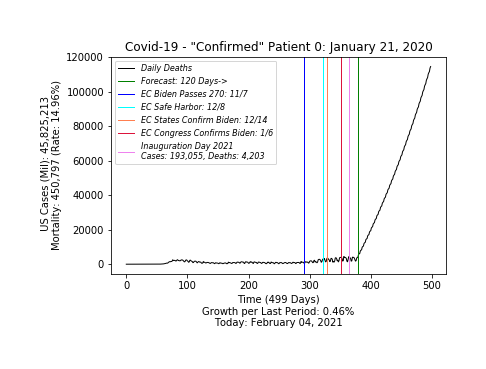 Covid-19 - "Confirmed" Patient 0: January 21, 2020
120000
100000
80000
60000
40000
20000
0
US Cases (Mil): 45,825,213
Mortality: 450,797 (Rate: 14.96%)
Daily Deaths
Forecast: 120 Days->
EC Biden Passes 270: 11/7
EC Safe Harbor: 12/8
EC States Confirm Biden: 12/14
EC Congress Confirms Biden: 1/6
Inauguration Day 2021
Cases: 193,055, Deaths: 4,203
0 100 200 300 400 500
Time (499 Days)
Growth per Last Period: 0.46%
Today: February 04, 2021